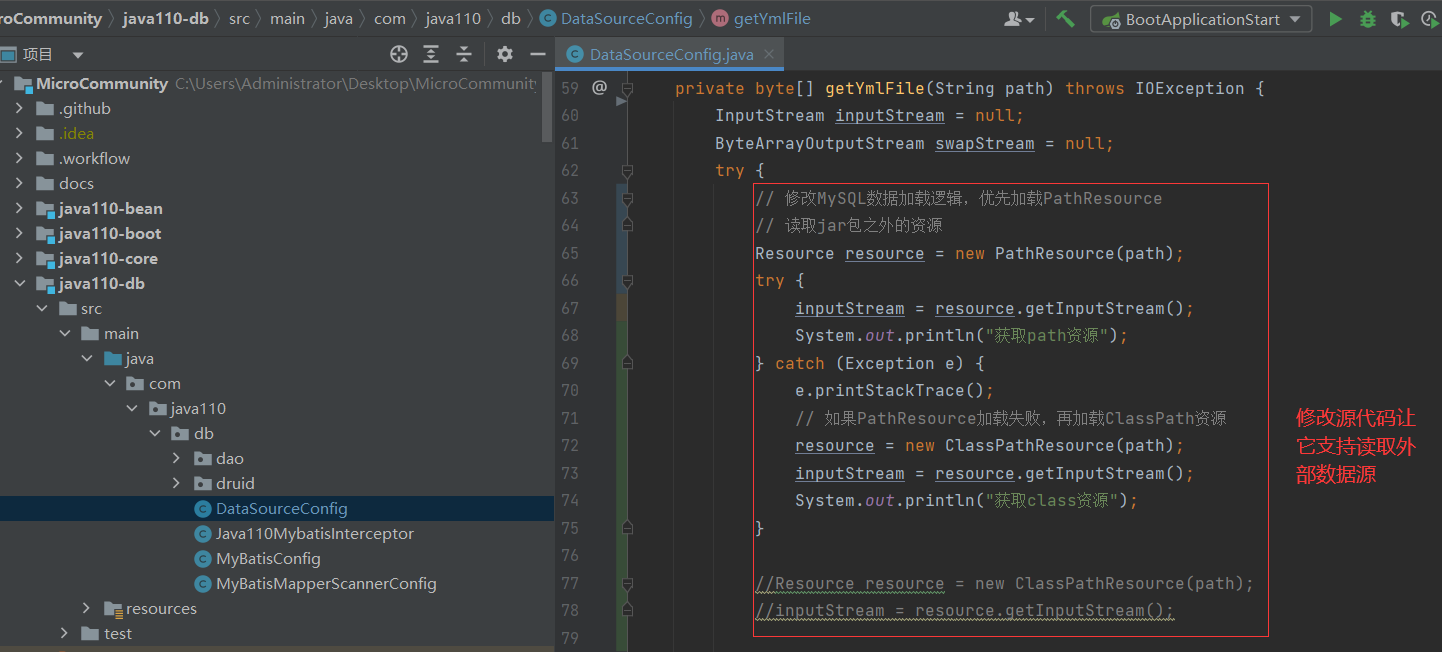 roCommunity java110-db src main java com java110 db DataSourceConfig getYmlFile BootApplicationStart
项目
DataSourceConfig.java
MicroCommunity C:\Users\Administrator\Desktop\MicroCommunity
.github
.idea
.workflow
docs
java110-bean
java110-boot
java110-core
java110-db
src
main
java
com
java110
db
dao
druid
DataSourceConfig
Java110MybatisInterceptor
MyBatisConfig
MyBatisMapperScannerConfig
resources
test
59 @ private byte[] getYmlFile(String path) throws IOException {
60 InputStream inputStream = null;
61 ByteArrayOutputStream swapStream = null;
62 try {
63 // 修改MySQL数据加载逻辑，优先加载PathResource
64 // 读取jar包之外的资源
65 Resource resource = new PathResource(path);
66 try {
67 inputStream = resource.getInputStream();
68 System.out.println("获取path资源");
69 } catch (Exception e) {
70 e.printStackTrace();
71 // 如果PathResource加载失败，再加载ClassPath资源
72 resource = new ClassPathResource(path);
73 inputStream = resource.getInputStream();
74 System.out.println("获取class资源");
75 }
76
77 //Resource resource = new ClassPathResource(path);
78 //inputStream = resource.getInputStream();
79
修改源代码让
它支持读取外
部数据源